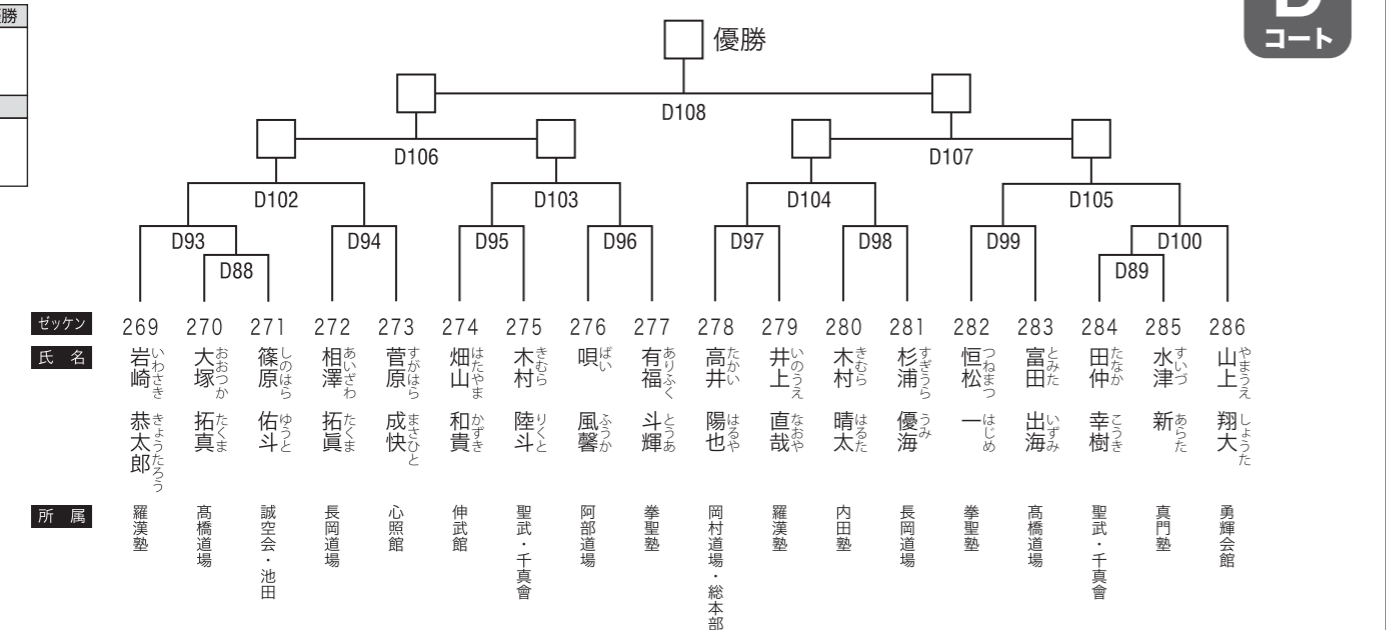 勝
D
コート
優勝
D108
D106
D107
D102
D103
D104
D105
D93
D94
D95
D96
D97
D98
D99
D100
D88
D89
ゼッケン 269 270 271 272 273 274 275 276 277 278 279 280 281 282 283 284 285 286
氏 名
岩崎 恭太郎 いわさき きょうたろう
大塚 拓真 おおつか たくま
篠原 佑斗 しのはら ゆうと
相澤 拓眞 あいざわ たくま
菅原 成快 すがはら まさひと
畑山 和貴 はたやま かずき
木村 陸斗 きむら りくと
唄 風馨 ばい ふうか
有福 斗輝 ありふく とうあ
高井 陽也 たかい はるや
井上 直哉 いのうえ なおや
木村 晴太 きむら はるた
杉浦 優海 すぎうら うみ
恒松 一 つねまつ はじめ
富田 出海 とみた いずみ
田仲 幸樹 たなか こうき
水津 新 すいづ あらた
山上 翔大 やまうえ しょうた
所 属
羅漢塾
髙橋道場
誠空会・池田
長岡道場
心照館
伸武館
聖武・千真會
阿部道場
拳聖塾
岡村道場・総本部
羅漢塾
内田塾
長岡道場
拳聖塾
髙橋道場
聖武・千真會
真門塾
勇輝会館